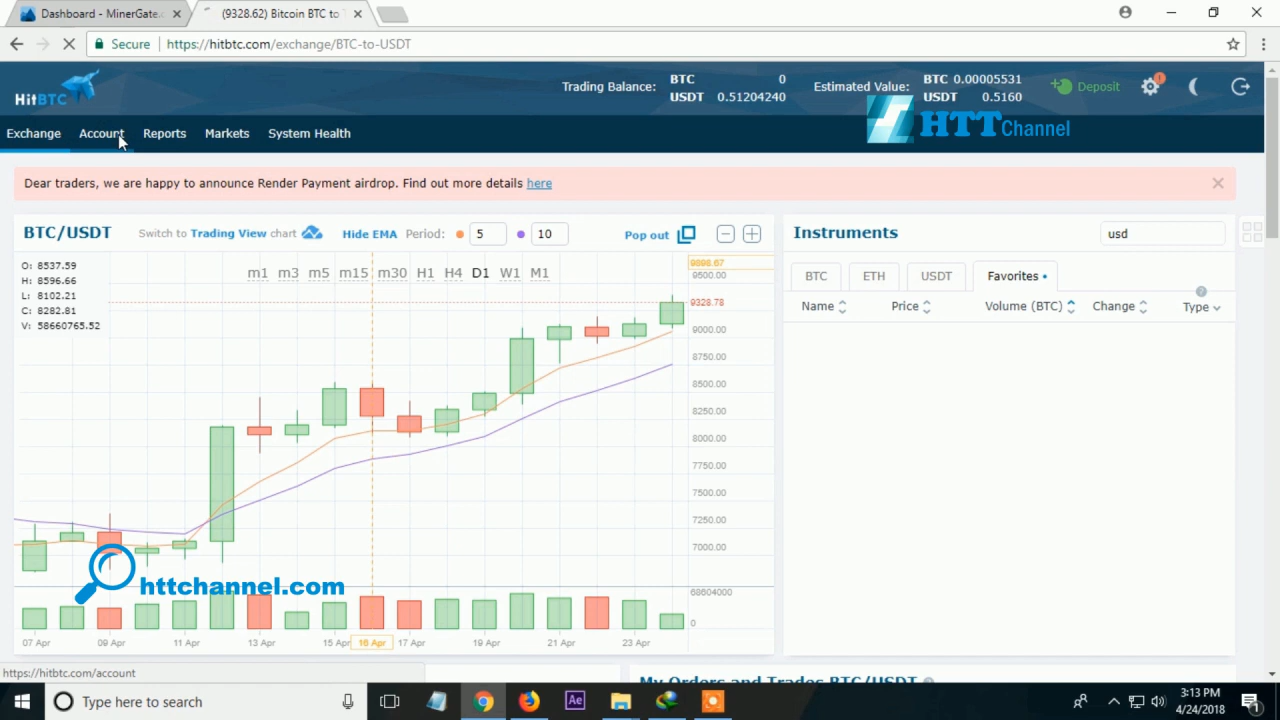 Dashboard - MinerGate.c
(9328.62) Bitcoin BTC to T
Secure https://hitbtc.com/exchange/BTC-to-USDT
HitBTC
Trading Balance: BTC 0 Estimated Value: BTC 0.00005531 Deposit
USDT 0.51204240 USDT 0.5160
Exchange Account Reports Markets System Health
HTT Channel
Dear traders, we are happy to announce Render Payment airdrop. Find out more details here
BTC/USDT Switch to Trading View chart Hide EMA Period: 5 10 Pop out
Instruments usd
O: 8537.59
H: 8596.66
L: 8102.21
C: 8282.81
V: 58660765.52
m1 m3 m5 m15 m30 H1 H4 D1 W1 M1
BTC ETH USDT Favorites •
Name Price Volume (BTC) Change Type
9898.67
9500.00
9328.78
9000.00
8750.00
8500.00
8250.00
8000.00
7750.00
7500.00
7250.00
7000.00
httchannel.com
68604000
0
07 Apr 09 Apr 11 Apr 13 Apr 15 Apr 16 Apr 17 Apr 19 Apr 21 Apr 23 Apr
https://hitbtc.com/account
My Orders and Trades BTC/USDT
Type here to search
Ae
3:13 PM
4/24/2018
1